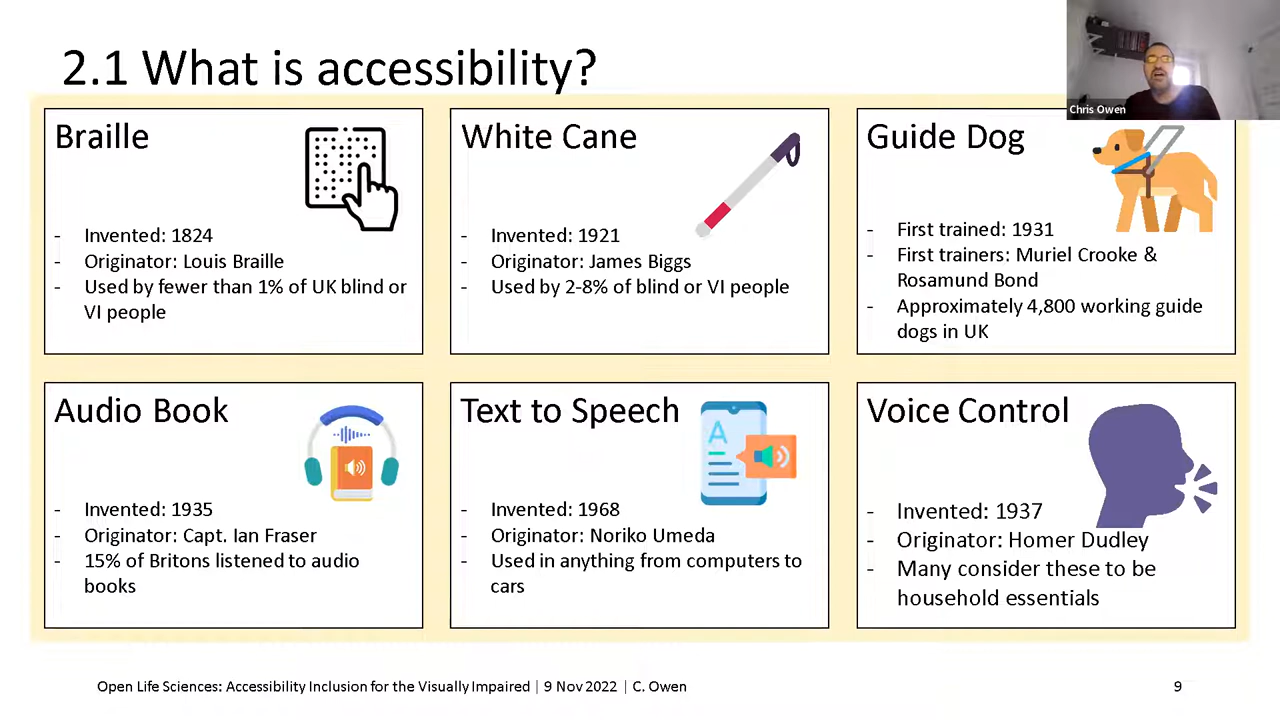 2.1 What is accessibility?
Chris Owen
Braille
- Invented: 1824
- Originator: Louis Braille
- Used by fewer than 1% of UK blind or
VI people
White Cane
- Invented: 1921
- Originator: James Biggs
- Used by 2-8% of blind or VI people
Guide Dog
- First trained: 1931
- First trainers: Muriel Crooke &
Rosamund Bond
- Approximately 4,800 working guide
dogs in UK
Audio Book
- Invented: 1935
- Originator: Capt. Ian Fraser
- 15% of Britons listened to audio
books
Text to Speech
A
- Invented: 1968
- Originator: Noriko Umeda
- Used in anything from computers to
cars
Voice Control
- Invented: 1937
- Originator: Homer Dudley
- Many consider these to be
household essentials
Open Life Sciences: Accessibility Inclusion for the Visually Impaired | 9 Nov 2022 | C. Owen
9